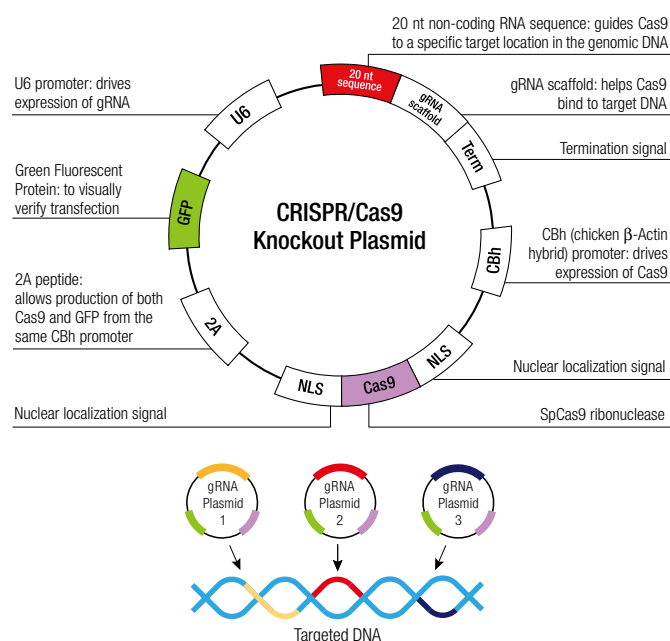 20 nt non-coding RNA sequence: guides Cas9
to a specific target location in the genomic DNA
U6 promoter: drives
expression of gRNA
20 nt
sequence
gRNA
scaffold
gRNA scaffold: helps Cas9
bind to target DNA
U6
Term
Termination signal
Green Fluorescent
Protein: to visually
verify transfection
GFP
CRISPR/Cas9
Knockout Plasmid
CBh
CBh (chicken β-Actin
hybrid) promoter: drives
expression of Cas9
2A peptide:
allows production of both
Cas9 and GFP from the
same CBh promoter
2A
NLS
Cas9
NLS
Nuclear localization signal
Nuclear localization signal
SpCas9 ribonuclease
gRNA
Plasmid
1
gRNA
Plasmid
2
gRNA
Plasmid
3
Targeted DNA